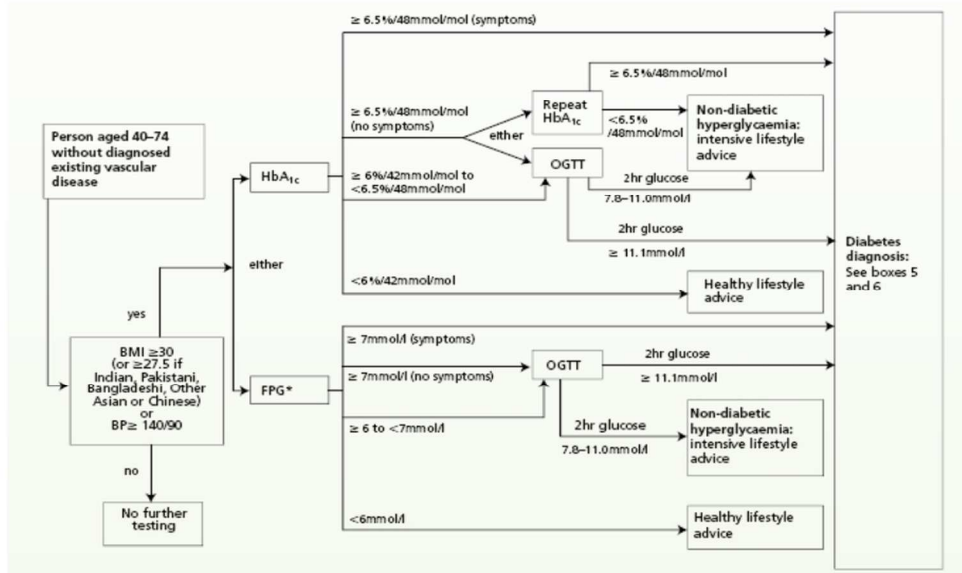 Person aged 40–74
without diagnosed
existing vascular
disease
BMI ≥30
(or ≥27.5 if
Indian, Pakistani,
Bangladeshi, Other
Asian or Chinese)
or
BP≥ 140/90
yes
no
No further
testing
either
HbA1c
≥ 6.5%/48mmol/mol (symptoms)
≥ 6.5%/48mmol/mol
(no symptoms)
either
Repeat
HbA1c
≥ 6.5%/48mmol/mol
<6.5%
/48mmol/mol
Non-diabetic
hyperglycaemia:
intensive lifestyle
advice
≥ 6%/42mmol/mol to
<6.5%/48mmol/mol
OGTT
2hr glucose
7.8–11.0mmol/l
2hr glucose
≥ 11.1mmol/l
<6%/42mmol/mol
Healthy lifestyle
advice
FPG*
≥ 7mmol/l (symptoms)
≥ 7mmol/l (no symptoms)
≥ 6 to <7mmol/l
OGTT
2hr glucose
≥ 11.1mmol/l
2hr glucose
7.8–11.0mmol/l
Non-diabetic
hyperglycaemia:
intensive lifestyle
advice
<6mmol/l
Healthy lifestyle
advice
Diabetes
diagnosis:
See boxes 5
and 6